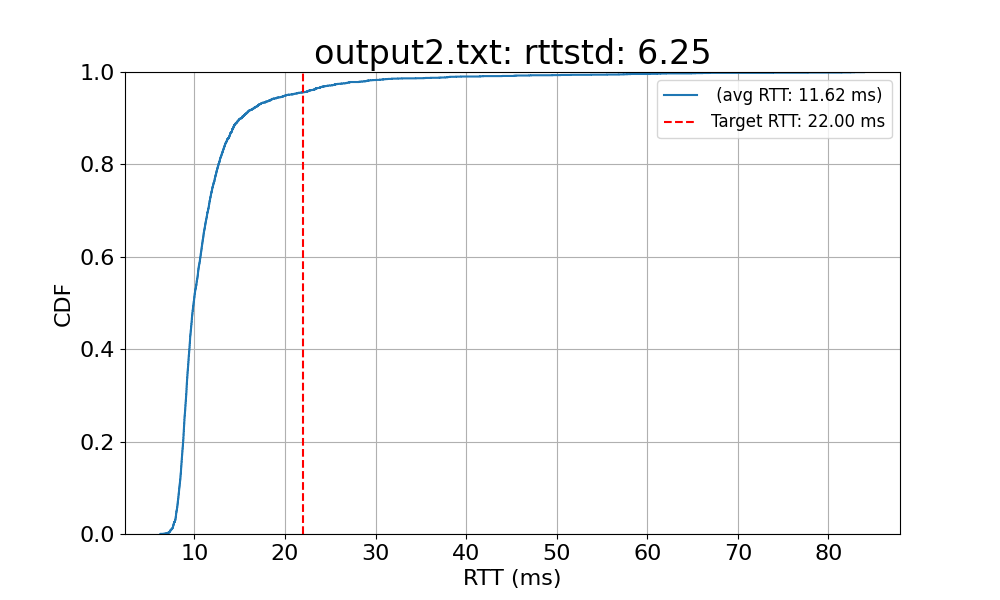 output2.txt: rttstd: 6.25
(avg RTT: 11.62 ms)
Target RTT: 22.00 ms
1.0
0.8
0.6
0.4
0.2
0.0
CDF
10 20 30 40 50 60 70 80
RTT (ms)